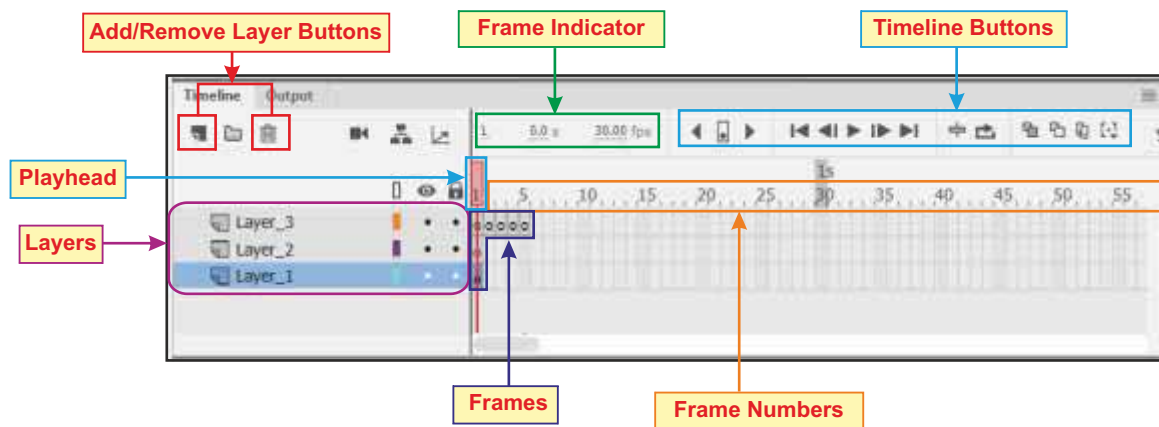 Add/Remove Layer Buttons
Frame Indicator
Timeline Buttons
Timeline Output
1 0.0 s 30.00 fps
Playhead
1s
1 5 10 15 20 25 30 35 40 45 50 55
Layers
Layer_3
Layer_2
Layer_1
Frames
Frame Numbers